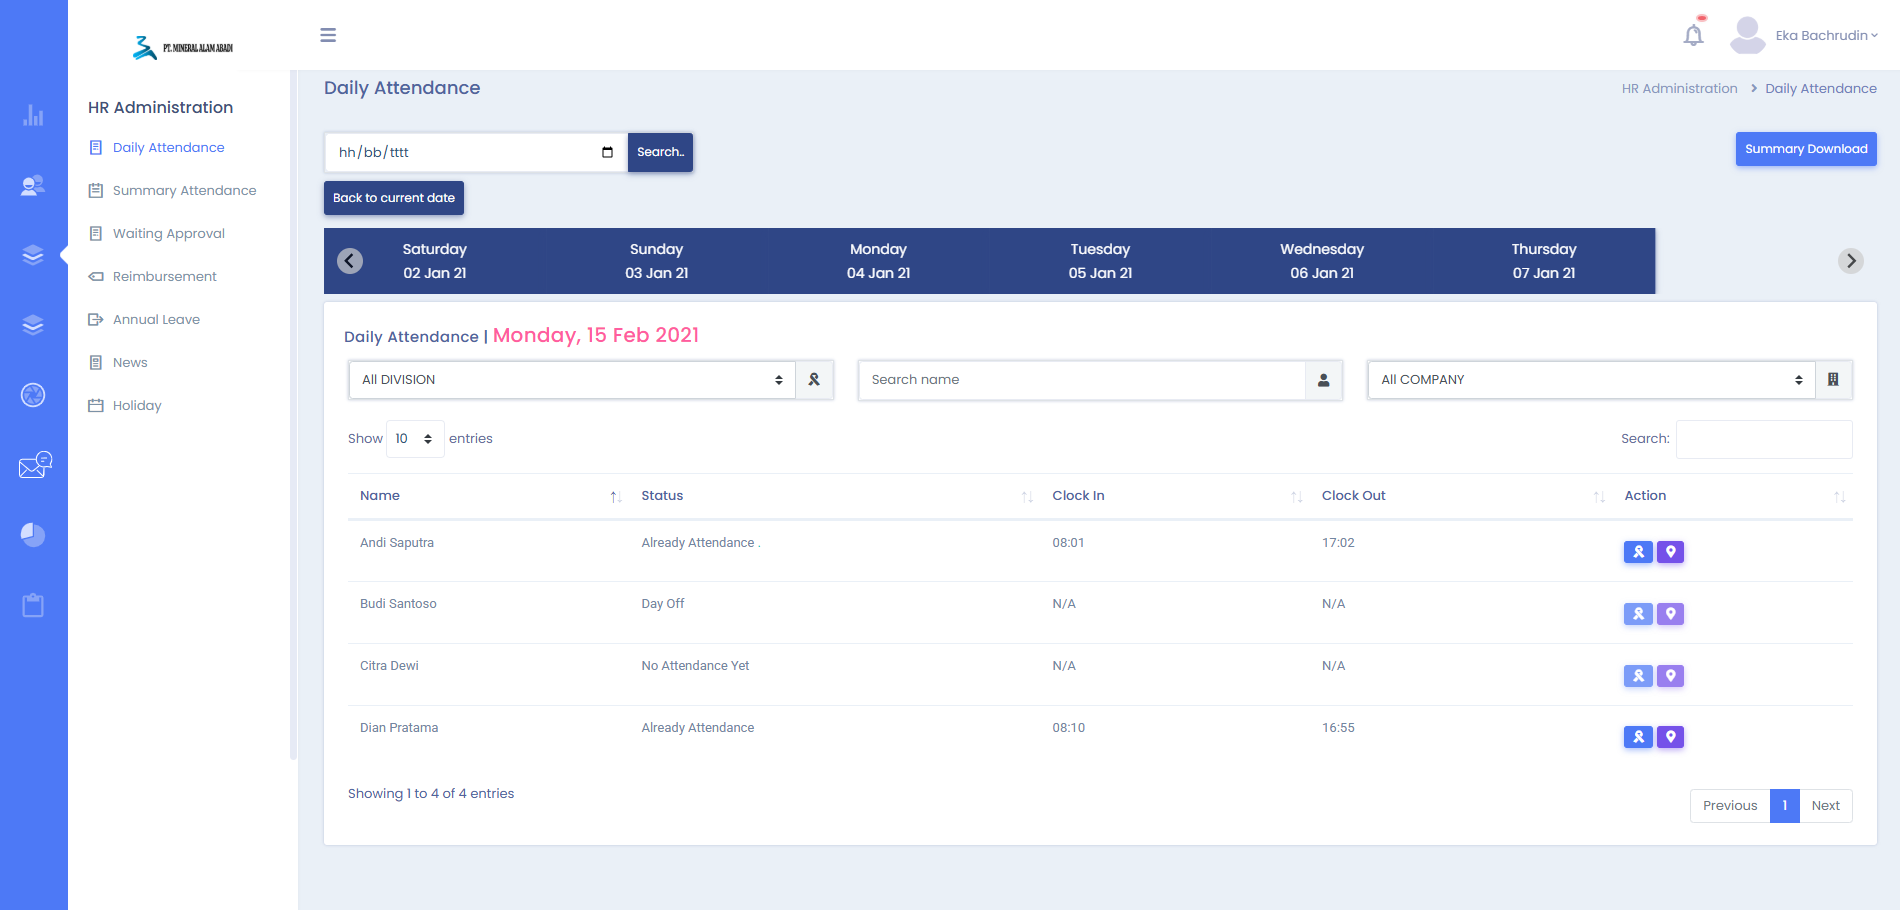 PT. MINERAL ALAM ABADI
Eka Bachrudin
HR Administration
Daily Attendance
Summary Attendance
Waiting Approval
Reimbursement
Annual Leave
News
Holiday
Daily Attendance
HR Administration > Daily Attendance
hh/bb/tttt
Search..
Summary Download
Back to current date
Saturday Sunday Monday Tuesday Wednesday Thursday
02 Jan 21 03 Jan 21 04 Jan 21 05 Jan 21 06 Jan 21 07 Jan 21
Daily Attendance | Monday, 15 Feb 2021
All DIVISION Search name All COMPANY
Show 10 entries Search:
Name Status Clock In Clock Out Action
Andi Saputra Already Attendance . 08:01 17:02
Budi Santoso Day Off N/A N/A
Citra Dewi No Attendance Yet N/A N/A
Dian Pratama Already Attendance 08:10 16:55
Showing 1 to 4 of 4 entries
Previous 1 Next